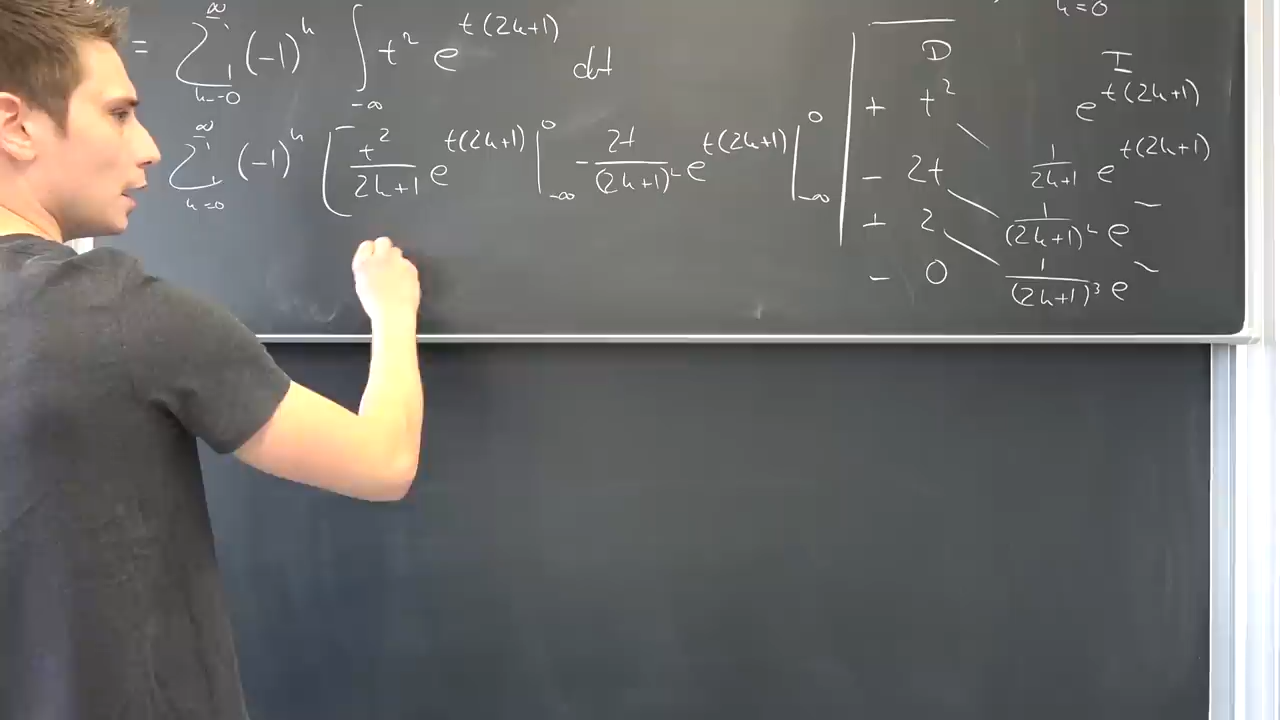 k=0
= ∑_{k=0}^{∞} (-1)^k ∫_{-∞} t² e^{t(2k+1)} dt
∑_{k=0}^{∞} (-1)^k [ t²/(2k+1) e^{t(2k+1)} |_{-∞}^{0} - 2t/(2k+1)² e^{t(2k+1)} |_{-∞}^{0}
D I
+ t² e^{t(2k+1)}
- 2t 1/(2k+1) e^{t(2k+1)}
+ 2 1/(2k+1)² e^~
- 0 1/(2k+1)³ e^~